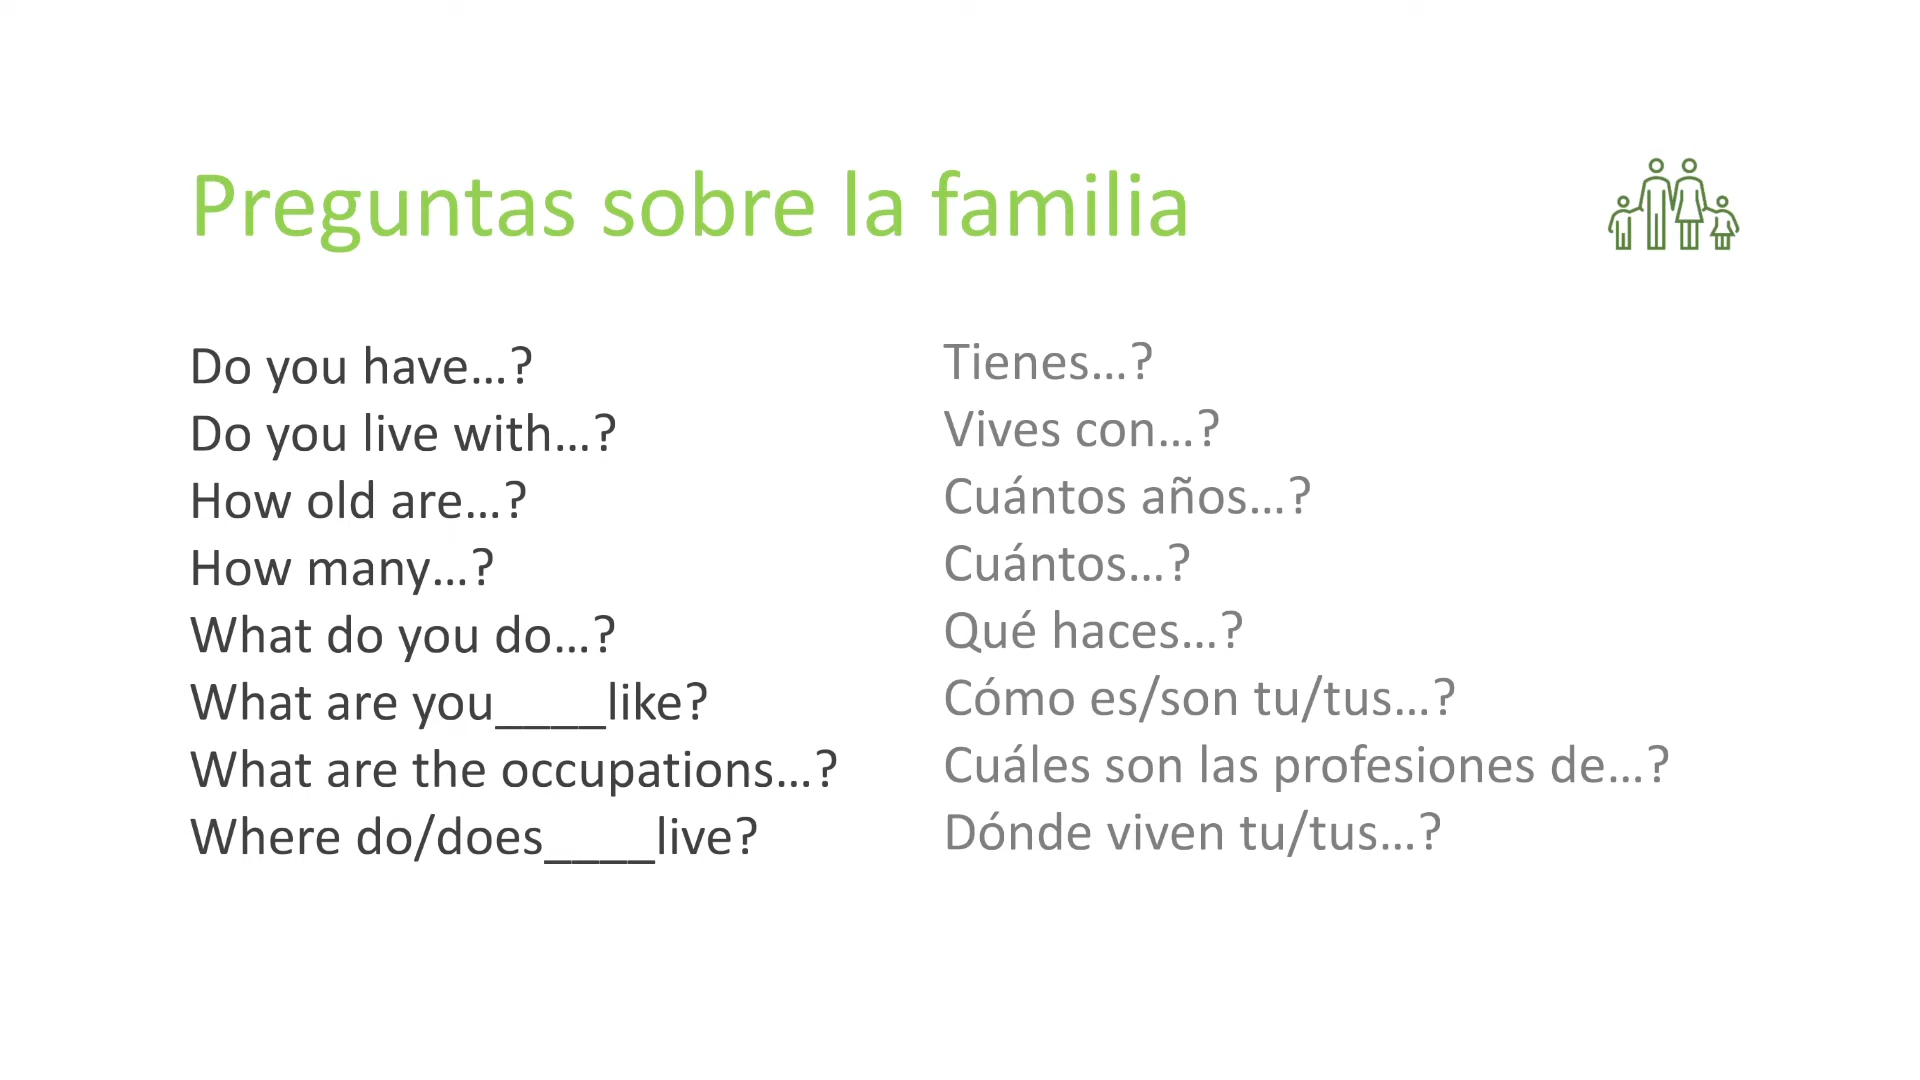 Preguntas sobre la familia
Do you have...?
Do you live with...?
How old are...?
How many...?
What do you do...?
What are you____like?
What are the occupations...?
Where do/does____live?
Tienes...?
Vives con...?
Cuántos años...?
Cuántos...?
Qué haces...?
Cómo es/son tu/tus...?
Cuáles son las profesiones de...?
Dónde viven tu/tus...?